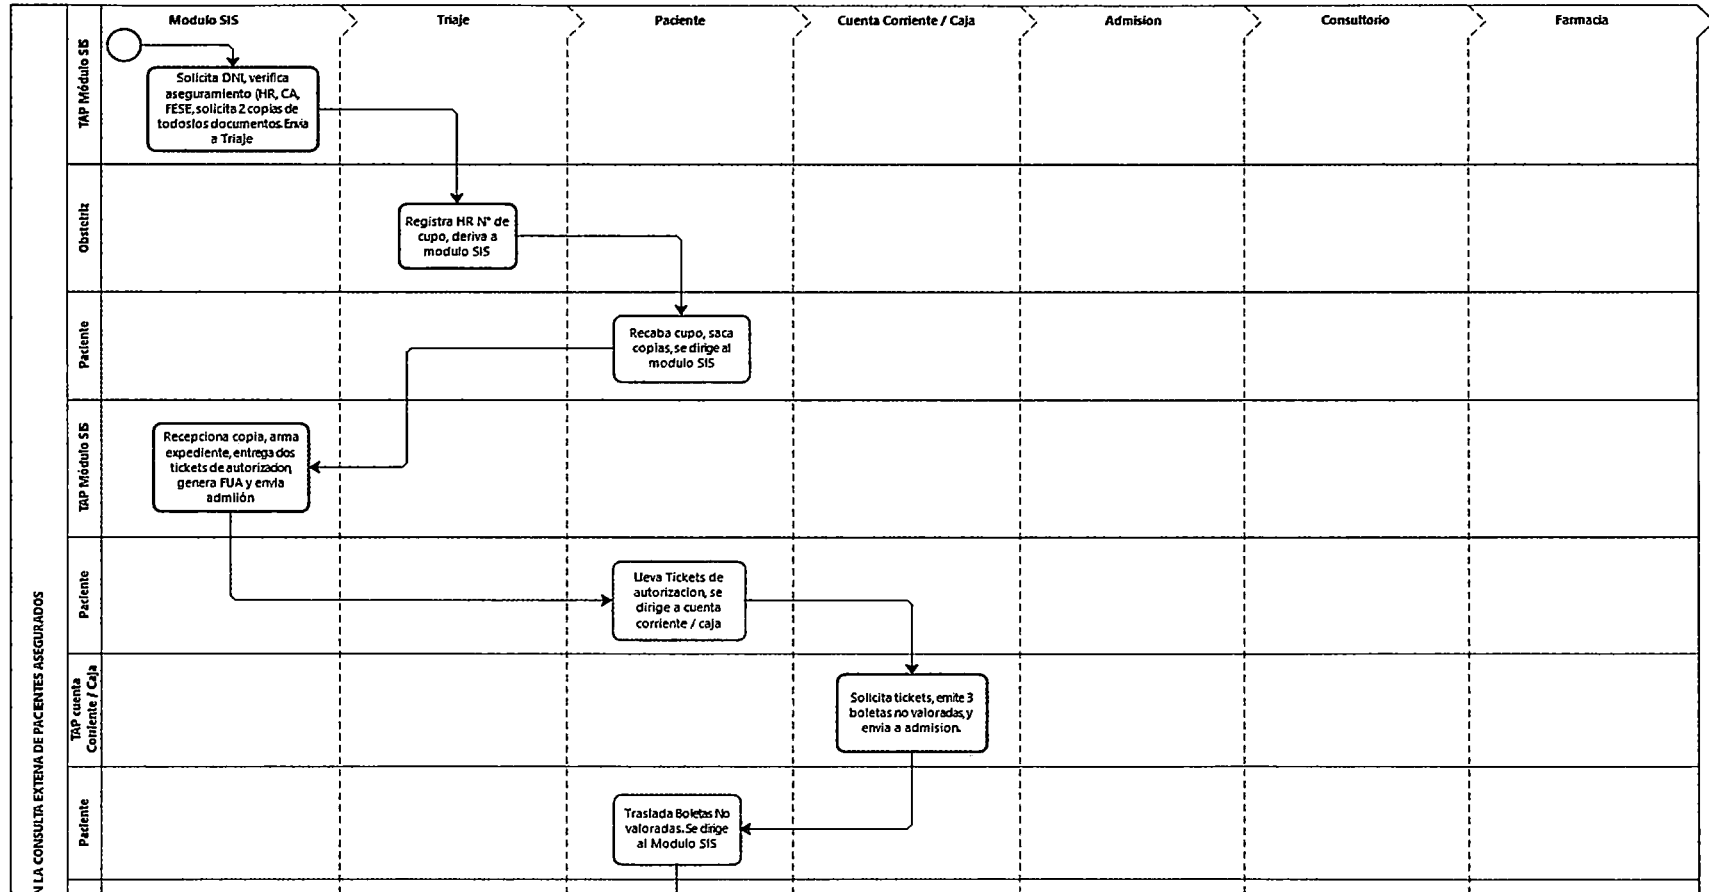 Modulo SIS
Triaje
Paciente
Cuenta Corriente / Caja
Admision
Consultorio
Farmacia
TAP Módulo SIS
Solicita DNI, verifica
aseguramiento (HR, CA,
FESE, solicita 2 copias de
todos los documentos. Envia
a Triaje
Obstetriz
Registra HR N° de
cupo, deriva a
modulo SIS
Paciente
Recaba cupo, saca
copias, se dirige al
modulo SIS
TAP Módulo SIS
Recepciona copia, arma
expediente, entrega dos
tickets de autorizacion,
genera FUA y envia
admiión
Paciente
Lleva Tickets de
autorizacion, se
dirige a cuenta
corriente / caja
TAP cuenta
Corriente / Caja
Solicita tickets, emite 3
boletas no valoradas, y
envia a admision.
Paciente
Traslada Boletas No
valoradas. Se dirige
al Modulo SIS
N LA CONSULTA EXTENA DE PACIENTES ASEGURADOS